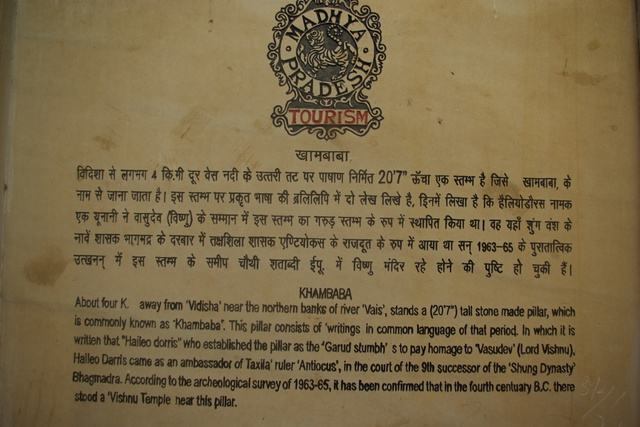 MADHYA
PRADESH
TOURISM
खामबाबा
विदिशा से लगभग 4 कि.मी दूर वेस नदी के उत्तरी तट पर पाषाण निर्मित 20'7" ऊँचा एक स्तम्भ है जिसे खामबाबा, के
नाम से जाना जाता है। इस स्तम्भ पर प्रकृत भाषा की ब्रलिलिपि में दो लेख लिखे है, इनमें लिखा है कि हैलियोडीरस नामक
एक यूनानी ने वासुदेव (विष्णु) के सम्मान में इस स्तम्भ का गरुड़ स्तम्भ के रुप में स्थापित किया था। वह यहाँ शुंग वंश के
नावें शासक भागभद्र के दरबार में तक्षशिला शासक एण्टियोकस के राजदूत के रुप में आया था सन् 1963-65 के पुरातात्विक
उत्खनन् में इस स्तम्भ के समीप चौथी शताब्दी ईपू. में विष्णु मंदिर रहे होने की पुष्टि हो चुकी हैं।
KHAMBABA
About four K. away from 'Vidisha' near the northern banks of river 'Vais', stands a (20'7") tall stone made pillar, which
is commonly known as "Khambaba". This pillar consists of 'writings in common language of that period. In which it is
written that "Haileo dorris" who established the pillar as the 'Garud stumbh' s to pay homage to 'Vasudev' (Lord Vishnu),
Halleo Darris came as an ambassador of Taxila' ruler 'Antiocus', in the court of the 9th successor of the 'Shung Dynasty'
Bhagmadra. According to the archeological survey of 1963-65, it has been confirmed that in the fourth centuary B.C. there
stood a 'Vishnu Temple near this pillar.